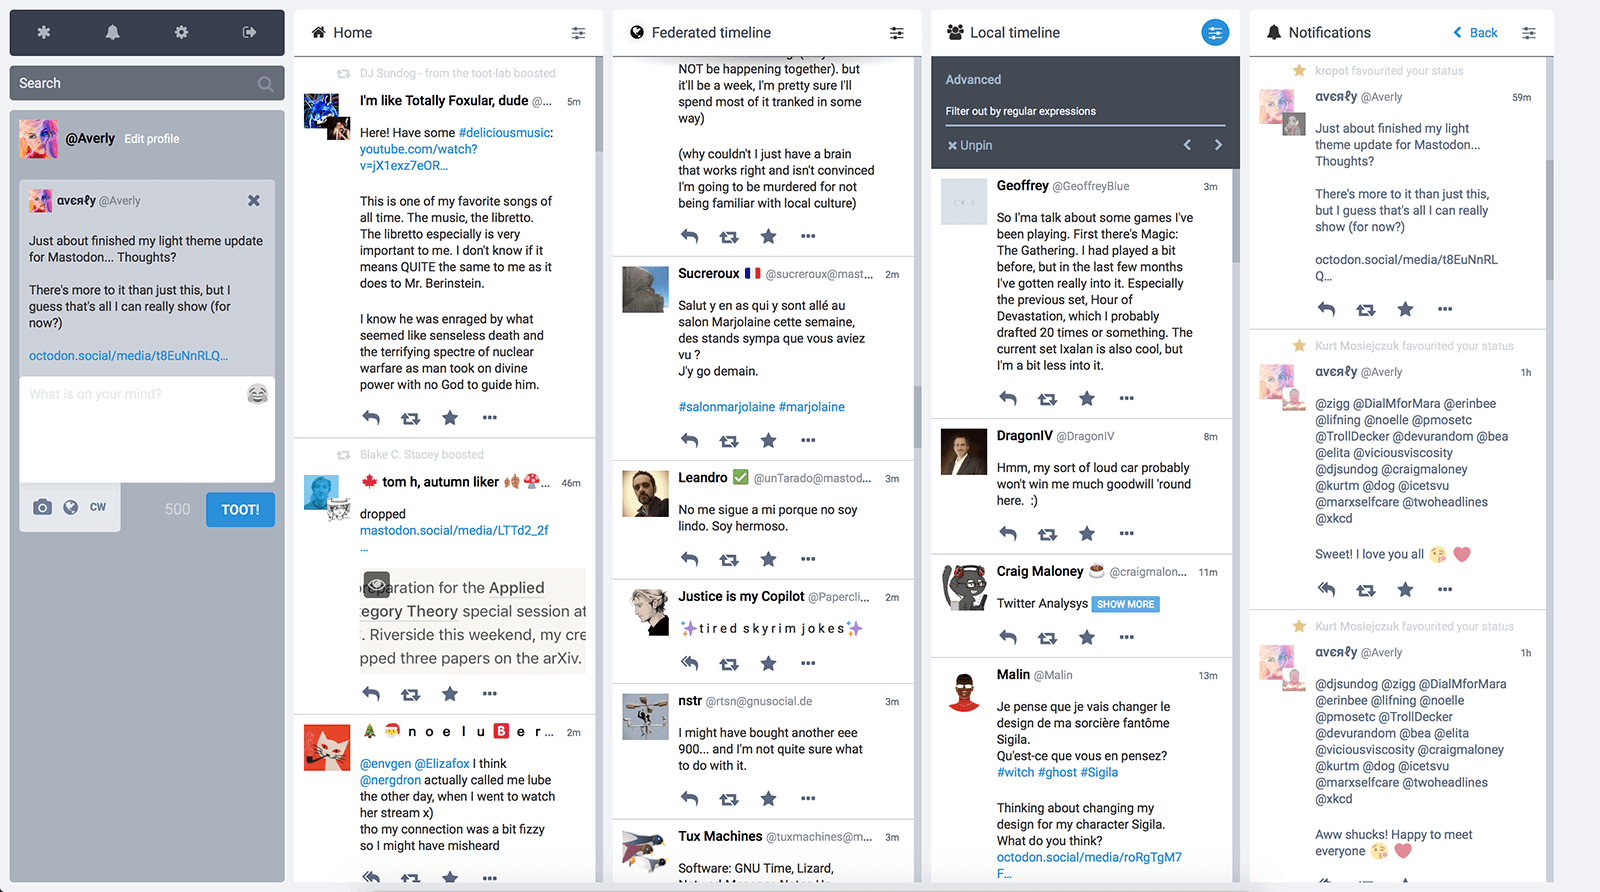 Search
@Averly Edit profile
αvєяℓy @Averly
Just about finished my light theme update
for Mastodon... Thoughts?
There's more to it than just this, but I
guess that's all I can really show (for
now?)
octodon.social/media/t8EuNnRLQ…
What is on your mind?
CW
500
TOOT!
Home
DJ Sundog - from the toot-lab boosted
I'm like Totally Foxular, dude @... 5m
Here! Have some #deliciousmusic:
youtube.com/watch?
v=jX1exz7eOR…
This is one of my favorite songs of
all time. The music, the libretto.
The libretto especially is very
important to me. I don't know if it
means QUITE the same to me as it
does to Mr. Berinstein.
I know he was enraged by what
seemed like senseless death and
the terrifying spectre of nuclear
warfare as man took on divine
power with no God to guide him.
Blake C. Stacey boosted
🍁 tom h, autumn liker 🍂🍄... 46m
dropped
mastodon.social/media/LTTd2_2f
…
paration for the Applied
egory Theory special session at
. Riverside this weekend, my cre
pped three papers on the arXiv.
🎄 🎅 n o e l u 🅱 e r... 2m
@envgen @Elizafox I think
@nergdron actually called me lube
the other day, when I went to watch
her stream x)
tho my connection was a bit fizzy
so I might have misheard
Federated timeline
NOT be happening together). but
it'll be a week, I'm pretty sure I'll
spend most of it tranked in some
way)
(why couldn't I just have a brain
that works right and isn't convinced
I'm going to be murdered for not
being familiar with local culture)
Sucreroux 🇫🇷 @sucreroux@mast... 2m
Salut y en as qui y sont allé au
salon Marjolaine cette semaine,
des stands sympa que vous aviez
vu ?
J'y go demain.
#salonmarjolaine #marjolaine
Leandro ✅ @unTarado@mastod... 3m
No me sigue a mi porque no soy
lindo. Soy hermoso.
Justice is my Copilot @Papercli... 2m
✨t i r e d s k y r i m j o k e s✨
nstr @rtsn@gnusocial.de 3m
I might have bought another eee
900... and I'm not quite sure what
to do with it.
Tux Machines @tuxmachines@m... 3m
Software: GNU Time, Lizard,
Local timeline
Advanced
Filter out by regular expressions
Unpin
Geoffrey @GeoffreyBlue 3m
So I'ma talk about some games I've
been playing. First there's Magic:
The Gathering. I had played a bit
before, but in the last few months
I've gotten really into it. Especially
the previous set, Hour of
Devastation, which I probably
drafted 20 times or something. The
current set Ixalan is also cool, but
I'm a bit less into it.
DragonIV @DragonIV 8m
Hmm, my sort of loud car probably
won't win me much goodwill 'round
here. :)
Craig Maloney ☕ @craigmalon... 11m
Twitter Analysys SHOW MORE
Malin @Malin 13m
Je pense que je vais changer le
design de ma sorcière fantôme
Sigila.
Qu'est-ce que vous en pensez?
#witch #ghost #Sigila
Thinking about changing my
design for my character Sigila.
What do you think?
octodon.social/media/roRgTgM7
F…
Notifications
Back
kropot favourited your status
αvєяℓy @Averly 59m
Just about finished my light
theme update for Mastodon...
Thoughts?
There's more to it than just this,
but I guess that's all I can really
show (for now?)
octodon.social/media/t8EuNnRL
Q…
Kurt Mosiejczuk favourited your status
αvєяℓy @Averly 1h
@zigg @DialMforMara @erinbee
@lifning @noelle @pmosetc
@TrollDecker @devurandom @bea
@elita @viciousviscosity
@djsundog @craigmaloney
@kurtm @dog @icetsvu
@marxselfcare @twoheadlines
@xkcd
Sweet! I love you all 😘 ❤
Kurt Mosiejczuk favourited your status
αvєяℓy @Averly 1h
@djsundog @zigg @DialMforMara
@erinbee @lifning @noelle
@pmosetc @TrollDecker
@devurandom @bea @elita
@viciousviscosity @craigmaloney
@kurtm @dog @icetsvu
@marxselfcare @twoheadlines
@xkcd
Aww shucks! Happy to meet
everyone 😘 ❤